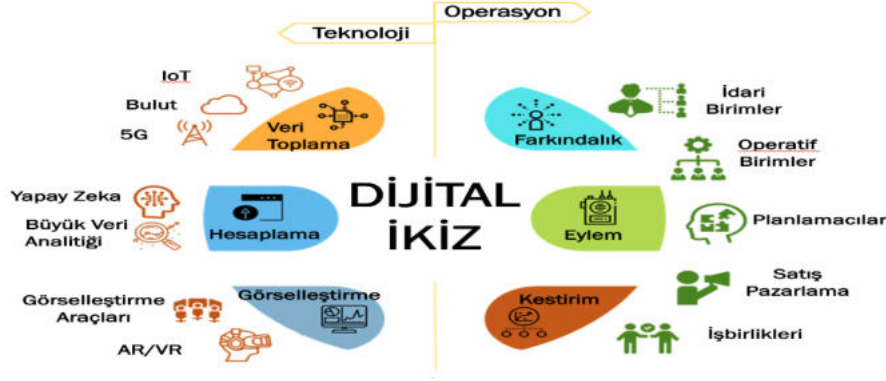 Operasyon
Teknoloji
IoT
Bulut
5G
Veri
Toplama
Yapay Zeka
Büyük Veri
Analitiği
Hesaplama
Görselleştirme
Araçları
AR/VR
Görselleştirme
DİJİTAL
İKİZ
Farkındalık
İdari
Birimler
Operatif
Birimler
Eylem
Planlamacılar
Kestirim
Satış
Pazarlama
İşbirlikleri